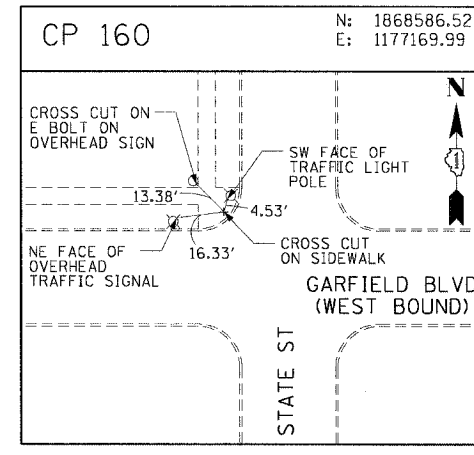 CP 160
N: 1868586.52
E: 1177169.99
N
CROSS CUT ON
E BOLT ON
OVERHEAD SIGN
SW FACE OF
TRAFFIC LIGHT
POLE
13.38'
4.53'
16.33'
NE FACE OF
OVERHEAD
TRAFFIC SIGNAL
CROSS CUT
ON SIDEWALK
GARFIELD BLVD
(WEST BOUND)
STATE ST